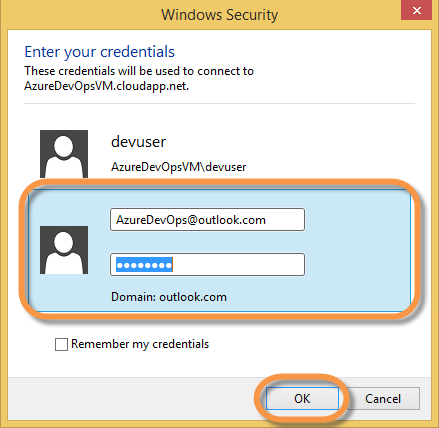 Windows Security
Enter your credentials
These credentials will be used to connect to
AzureDevOpsVM.cloudapp.net.
devuser
AzureDevOpsVM\devuser
AzureDevOps@outlook.com
●●●●●●●●
Domain: outlook.com
Remember my credentials
OK
Cancel